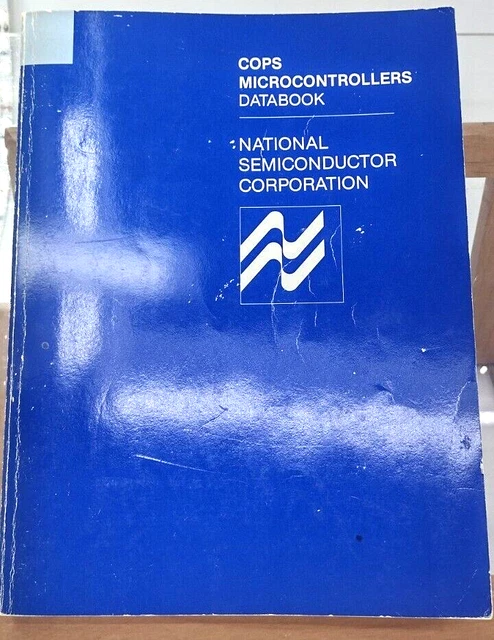 COPS
MICROCONTROLLERS
DATABOOK
NATIONAL
SEMICONDUCTOR
CORPORATION